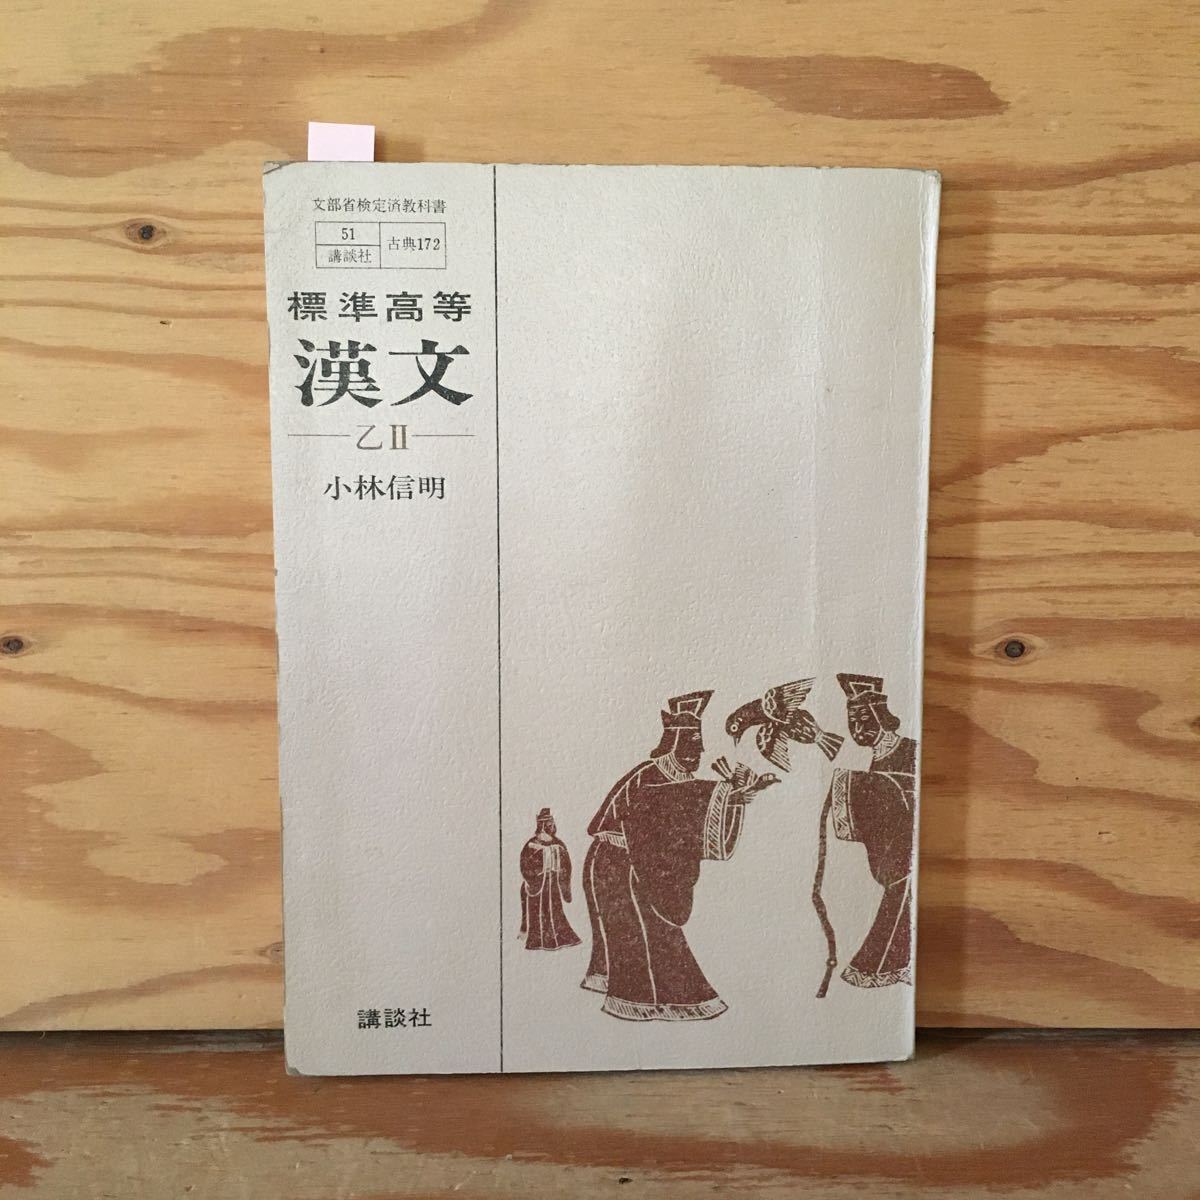 文部省検定済教科書
51
講談社
古典172
標準高等
漢文
乙II
小林信明
講談社